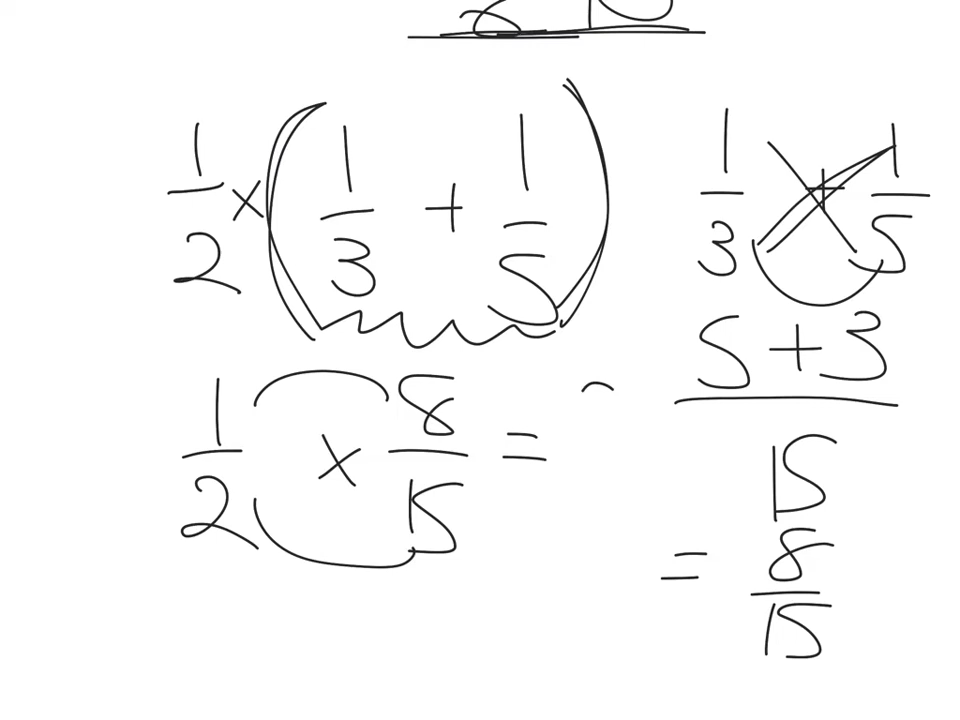 1/2 × (1/3 + 1/5)
1/2 × 8/15 =
1/3 + 1/5
5+3/15
= 8/15